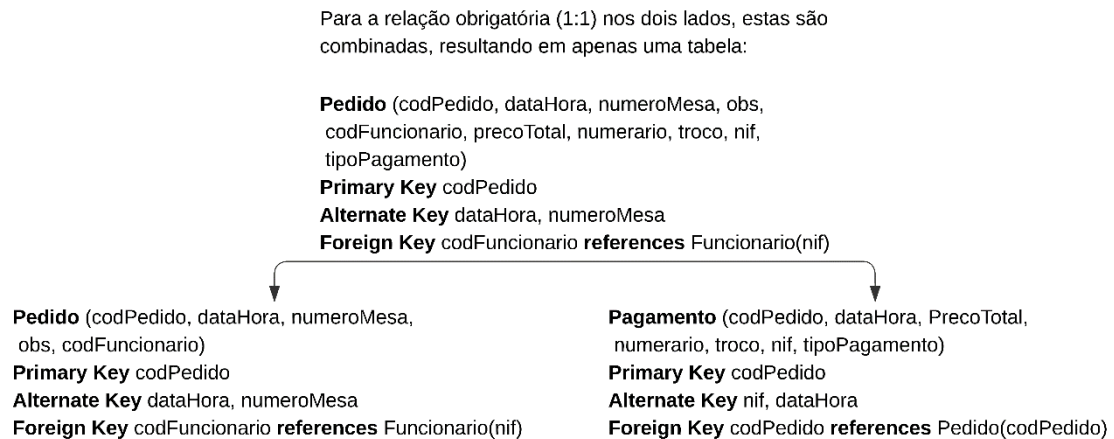 Para a relação obrigatória (1:1) nos dois lados, estas são
combinadas, resultando em apenas uma tabela:
Pedido (codPedido, dataHora, numeroMesa, obs,
codFuncionario, precoTotal, numerario, troco, nif,
tipoPagamento)
Primary Key codPedido
Alternate Key dataHora, numeroMesa
Foreign Key codFuncionario references Funcionario(nif)
Pedido (codPedido, dataHora, numeroMesa,
obs, codFuncionario)
Primary Key codPedido
Alternate Key dataHora, numeroMesa
Foreign Key codFuncionario references Funcionario(nif)
Pagamento (codPedido, dataHora, PrecoTotal,
numerario, troco, nif, tipoPagamento)
Primary Key codPedido
Alternate Key nif, dataHora
Foreign Key codPedido references Pedido(codPedido)